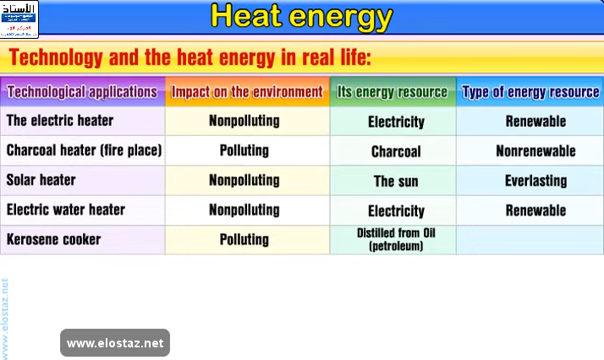 الأستاذ
Heat energy
Technology and the heat energy in real life:
Technological applications Impact on the environment Its energy resource Type of energy resource
The electric heater Nonpolluting Electricity Renewable
Charcoal heater (fire place) Polluting Charcoal Nonrenewable
Solar heater Nonpolluting The sun Everlasting
Electric water heater Nonpolluting Electricity Renewable
Kerosene cooker Polluting Distilled from Oil
(petroleum)
www.elostaz.net
www.elostaz.net